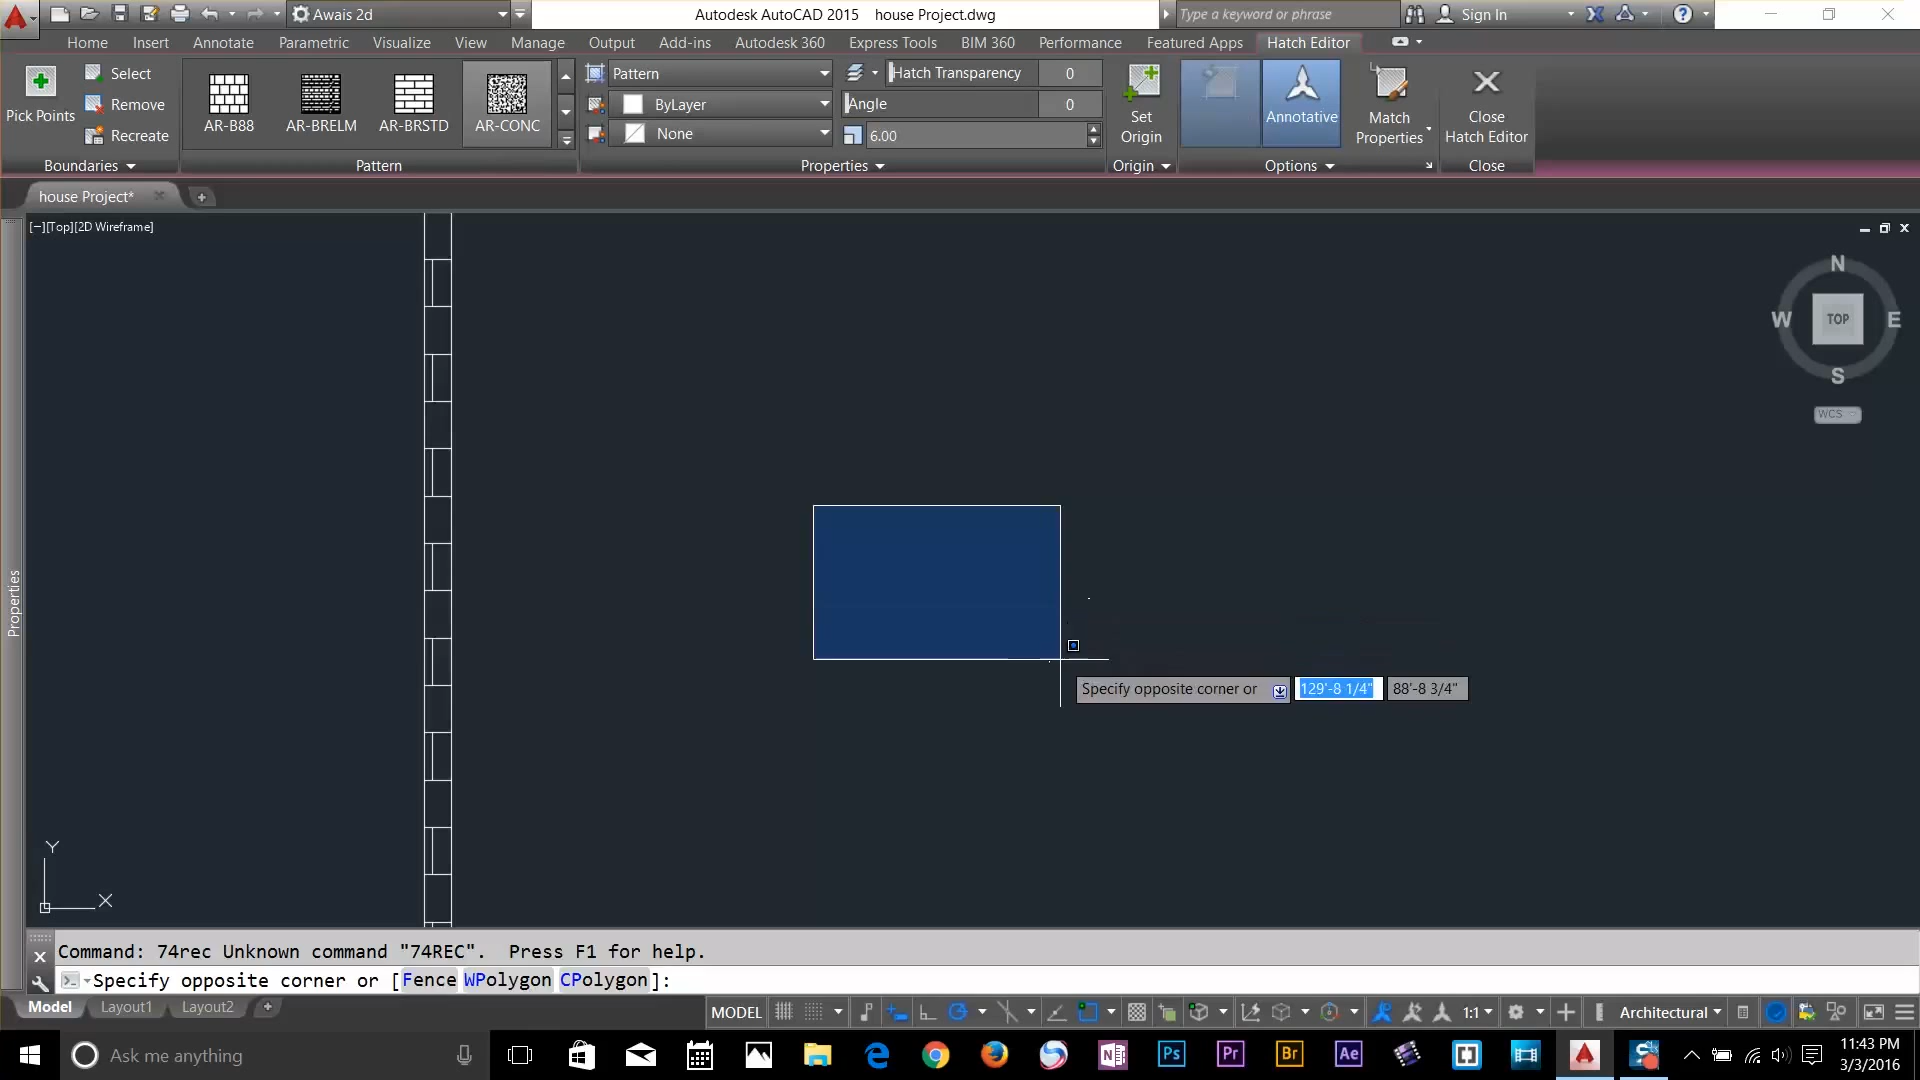 Awais 2d
Autodesk AutoCAD 2015 house Project.dwg
Type a keyword or phrase
Sign In
Home Insert Annotate Parametric Visualize View Manage Output Add-ins Autodesk 360 Express Tools BIM 360 Performance Featured Apps Hatch Editor
Pick Points
Select
Remove
Recreate
Boundaries
AR-B88 AR-BRELM AR-BRSTD AR-CONC
Pattern
Pattern
ByLayer
None
Hatch Transparency 0
Angle 0
6.00
Properties
Set
Origin
Origin
Annotative
Match
Properties
Options
Close
Hatch Editor
Close
house Project*
[−][Top][2D Wireframe]
N
W TOP E
S
WCS
Properties
Specify opposite corner or 129'-8 1/4" 88'-8 3/4"
Y
X
Command: 74rec Unknown command "74REC". Press F1 for help.
Specify opposite corner or [Fence WPolygon CPolygon]:
Model Layout1 Layout2
MODEL 1:1 Architectural
Ask me anything
N Ps Pr Br Ae
11:43 PM
3/3/2016